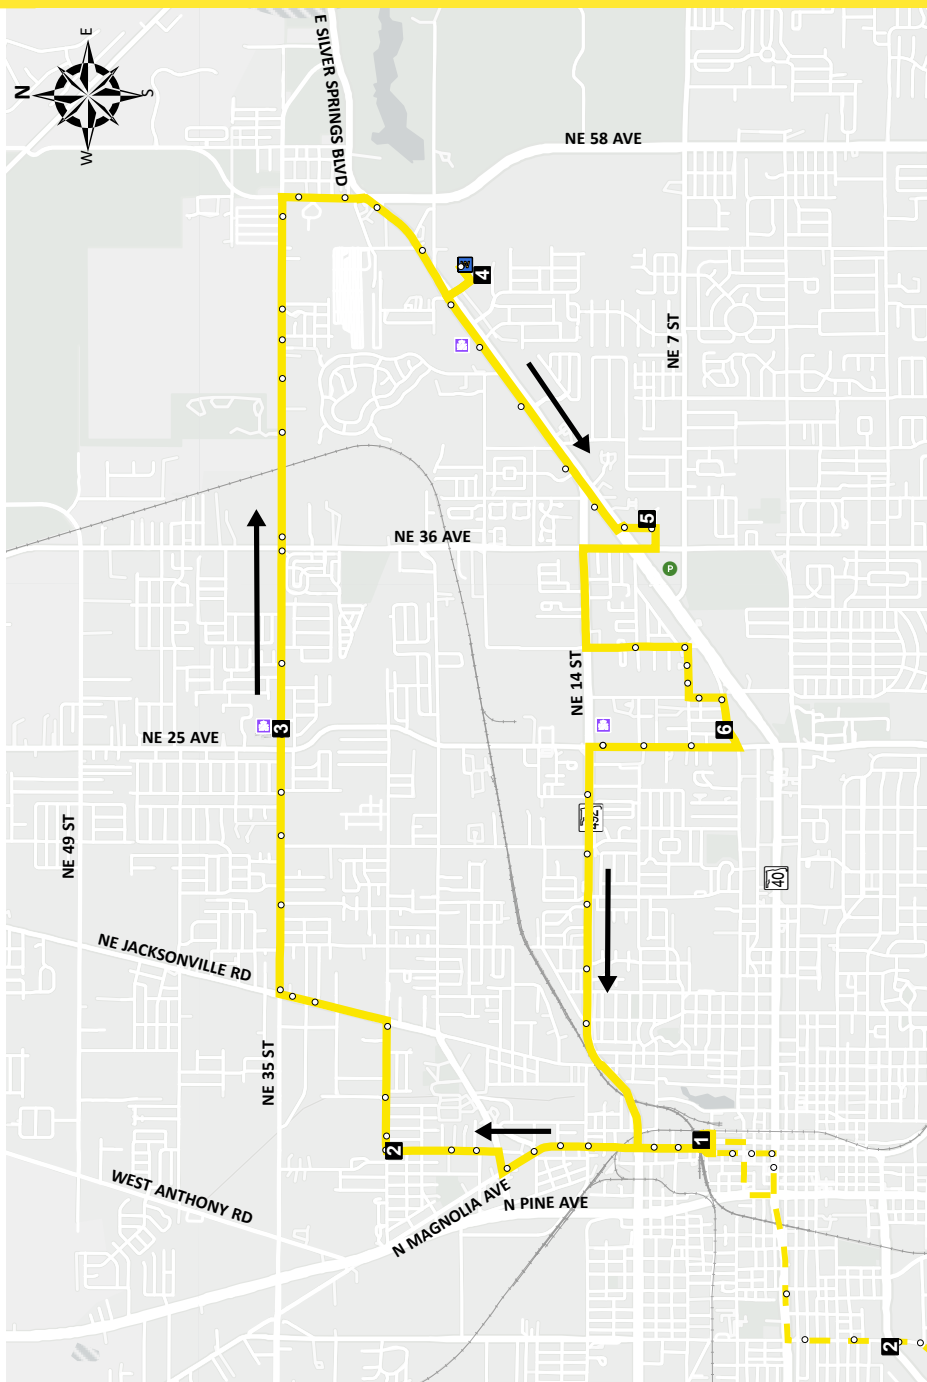 E SILVER SPRINGS BLVD
N
E
S
W
NE 58 AVE
4
NE 7 ST
5
NE 36 AVE
P
NE 14 ST
3
NE 25 AVE
6
NE 49 ST
492
40
NE JACKSONVILLE RD
NE 35 ST
1
2
WEST ANTHONY RD
N MAGNOLIA AVE
N PINE AVE
2